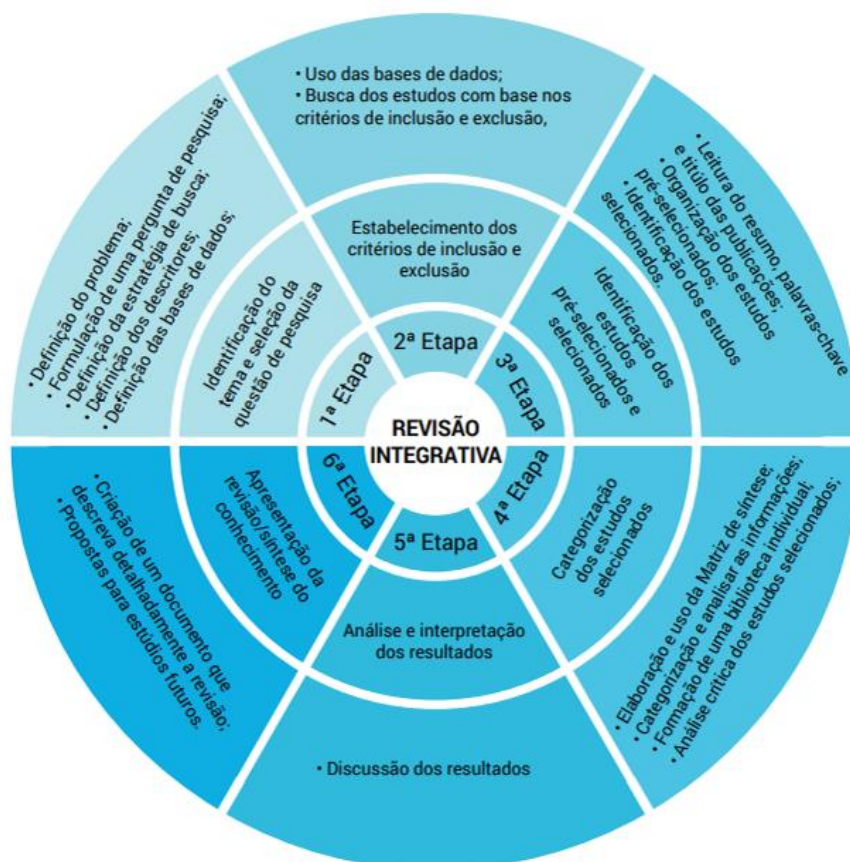 REVISÃO
INTEGRATIVA
1ª Etapa
Identificação do
tema e seleção da
questão de pesquisa
• Definição do problema;
• Formulação de uma pergunta de pesquisa;
• Definição da estratégia de busca;
• Definição dos descritores;
• Definição das bases de dados;
2ª Etapa
Estabelecimento dos
critérios de inclusão e
exclusão
• Uso das bases de dados;
• Busca dos estudos com base nos
critérios de inclusão e exclusão,
3ª Etapa
Identificação dos
estudos
pré-selecionados e
selecionados
• Leitura do resumo, palavras-chave
e título das publicações;
• Organização dos estudos
pré-selecionados;
• Identificação dos estudos
selecionados.
4ª Etapa
Categorização
dos estudos
selecionados
• Elaboração e uso da Matriz de síntese;
• Categorização e analisar as informações;
• Formação de uma biblioteca individual;
• Análise crítica dos estudos selecionados;
5ª Etapa
Análise e interpretação
dos resultados
• Discussão dos resultados
6ª Etapa
Apresentação da
revisão/síntese do
conhecimento
• Criação de um documento que
descreva detalhadamente a revisão;
• Propostas para estúdios futuros.